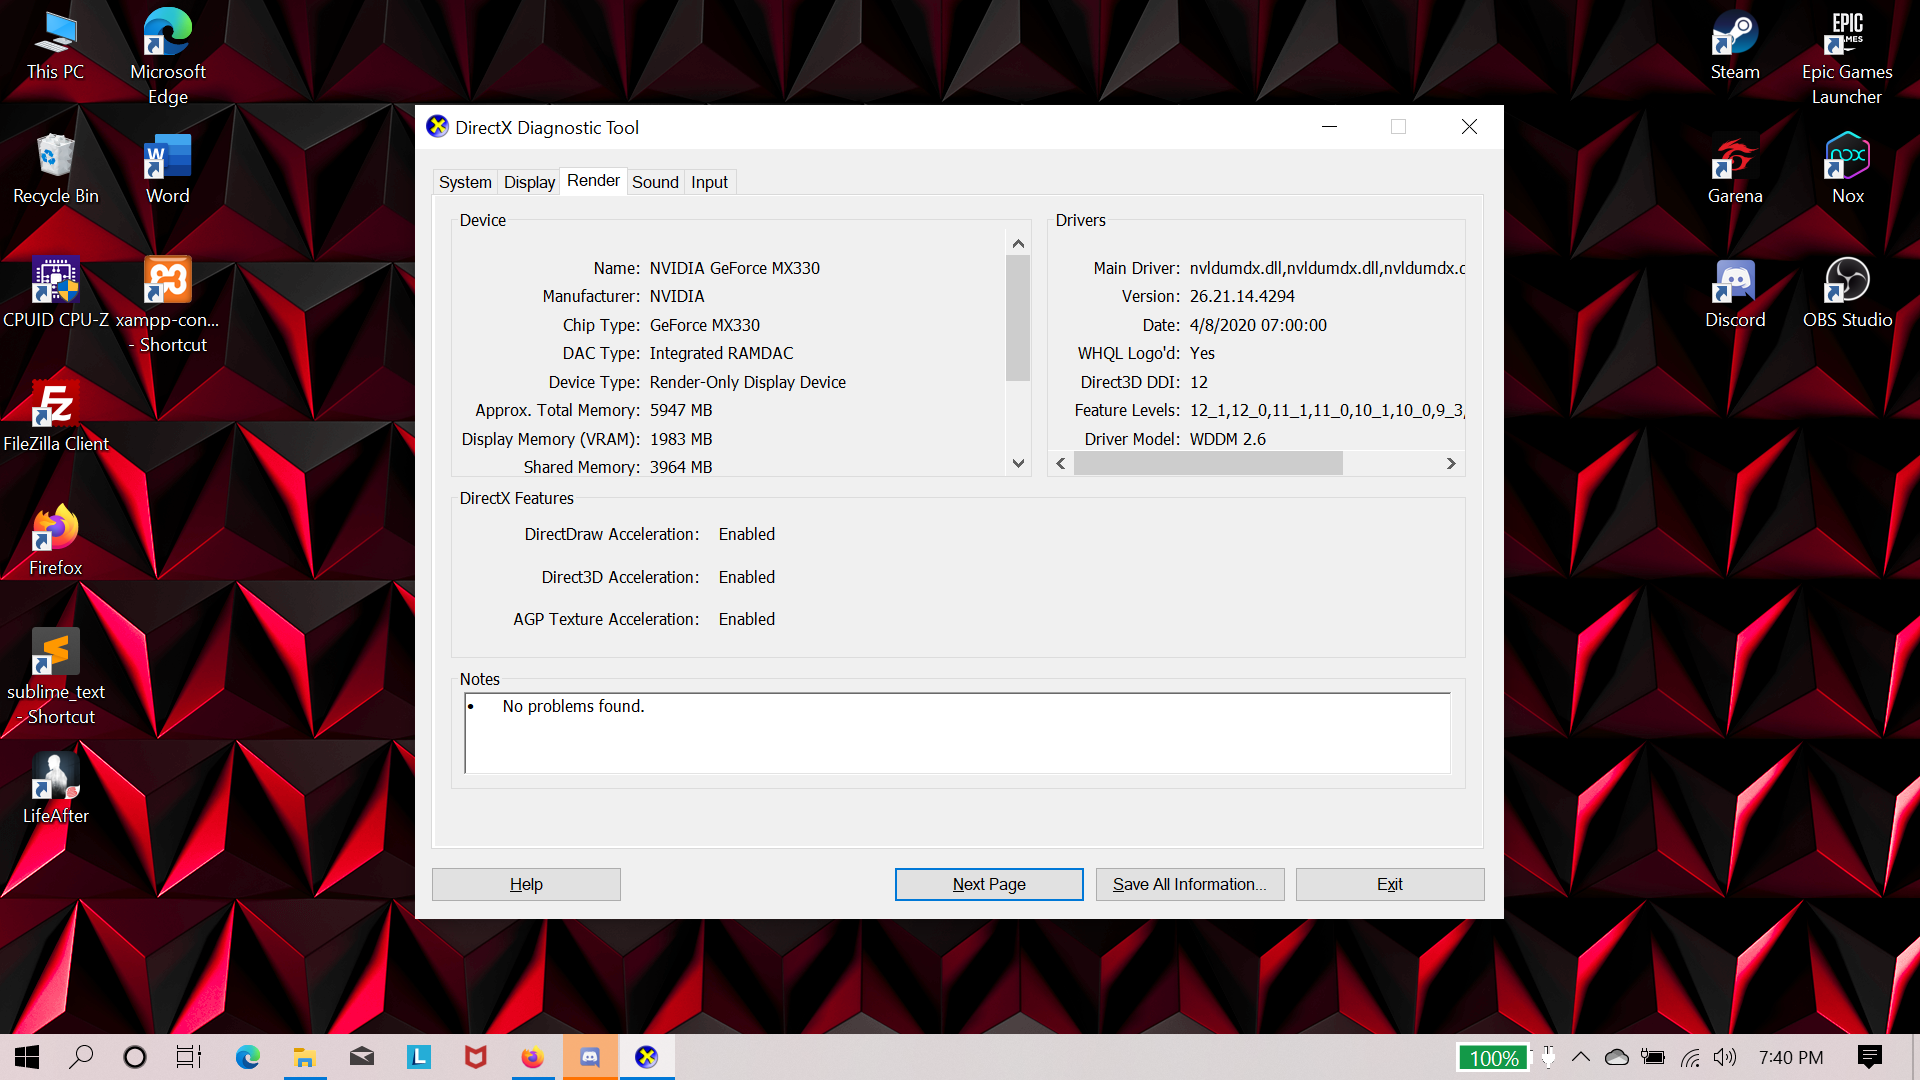 This PC
Microsoft
Edge
Recycle Bin
Word
CPUID CPU-Z
xampp-con...
- Shortcut
FileZilla Client
Firefox
sublime_text
- Shortcut
LifeAfter
Steam
EPIC
GAMES
Epic Games
Launcher
Garena
nox
Nox
Discord
OBS Studio
DirectX Diagnostic Tool
System Display Render Sound Input
Device
Name: NVIDIA GeForce MX330
Manufacturer: NVIDIA
Chip Type: GeForce MX330
DAC Type: Integrated RAMDAC
Device Type: Render-Only Display Device
Approx. Total Memory: 5947 MB
Display Memory (VRAM): 1983 MB
Shared Memory: 3964 MB
Drivers
Main Driver: nvldumdx.dll,nvldumdx.dll,nvldumdx.d
Version: 26.21.14.4294
Date: 4/8/2020 07:00:00
WHQL Logo'd: Yes
Direct3D DDI: 12
Feature Levels: 12_1,12_0,11_1,11_0,10_1,10_0,9_3,
Driver Model: WDDM 2.6
DirectX Features
DirectDraw Acceleration: Enabled
Direct3D Acceleration: Enabled
AGP Texture Acceleration: Enabled
Notes
• No problems found.
Help
Next Page
Save All Information...
Exit
L
100%
7:40 PM